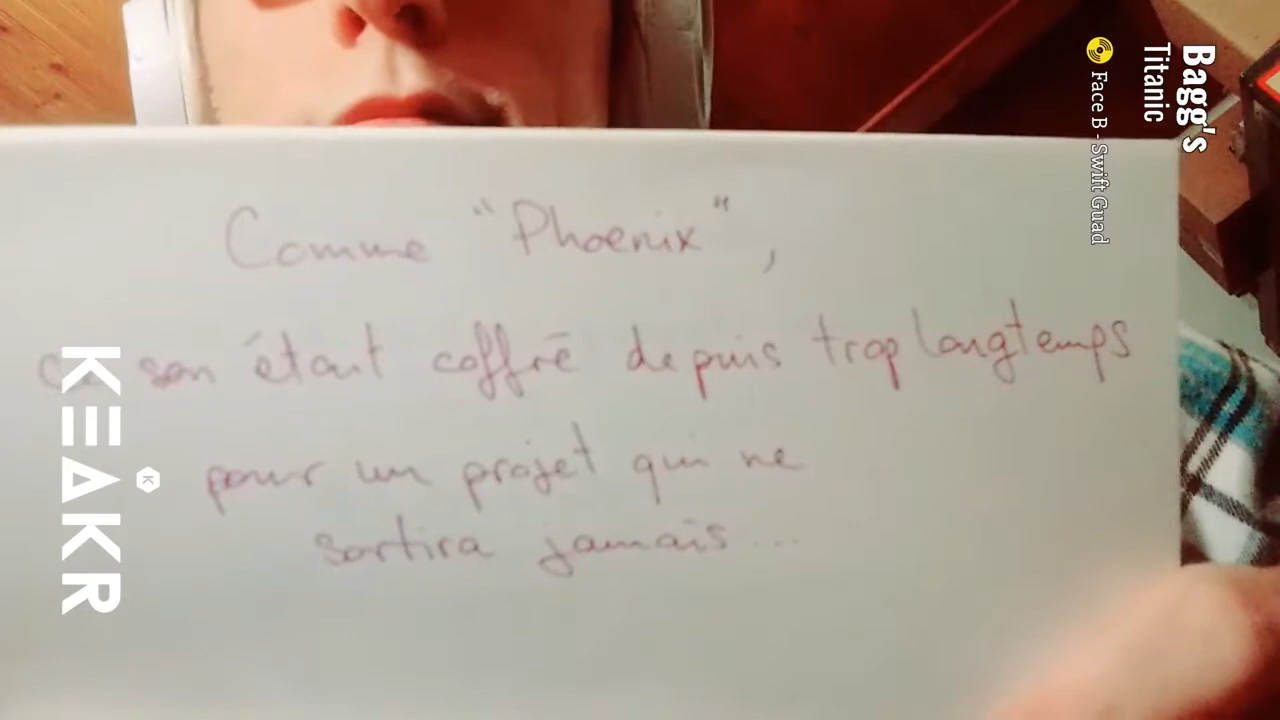 Bagg's
Titanic
Face B - Swift Guad
Comme "Phoenix",
Ce son était coffré depuis trop longtemps
pour un projet qui ne
sortira jamais...
KEAKR
K